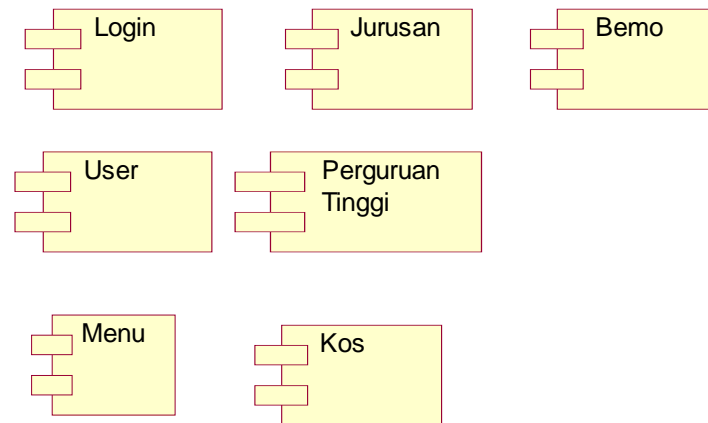 Login
Jurusan
Bemo
User
Perguruan
Tinggi
Menu
Kos